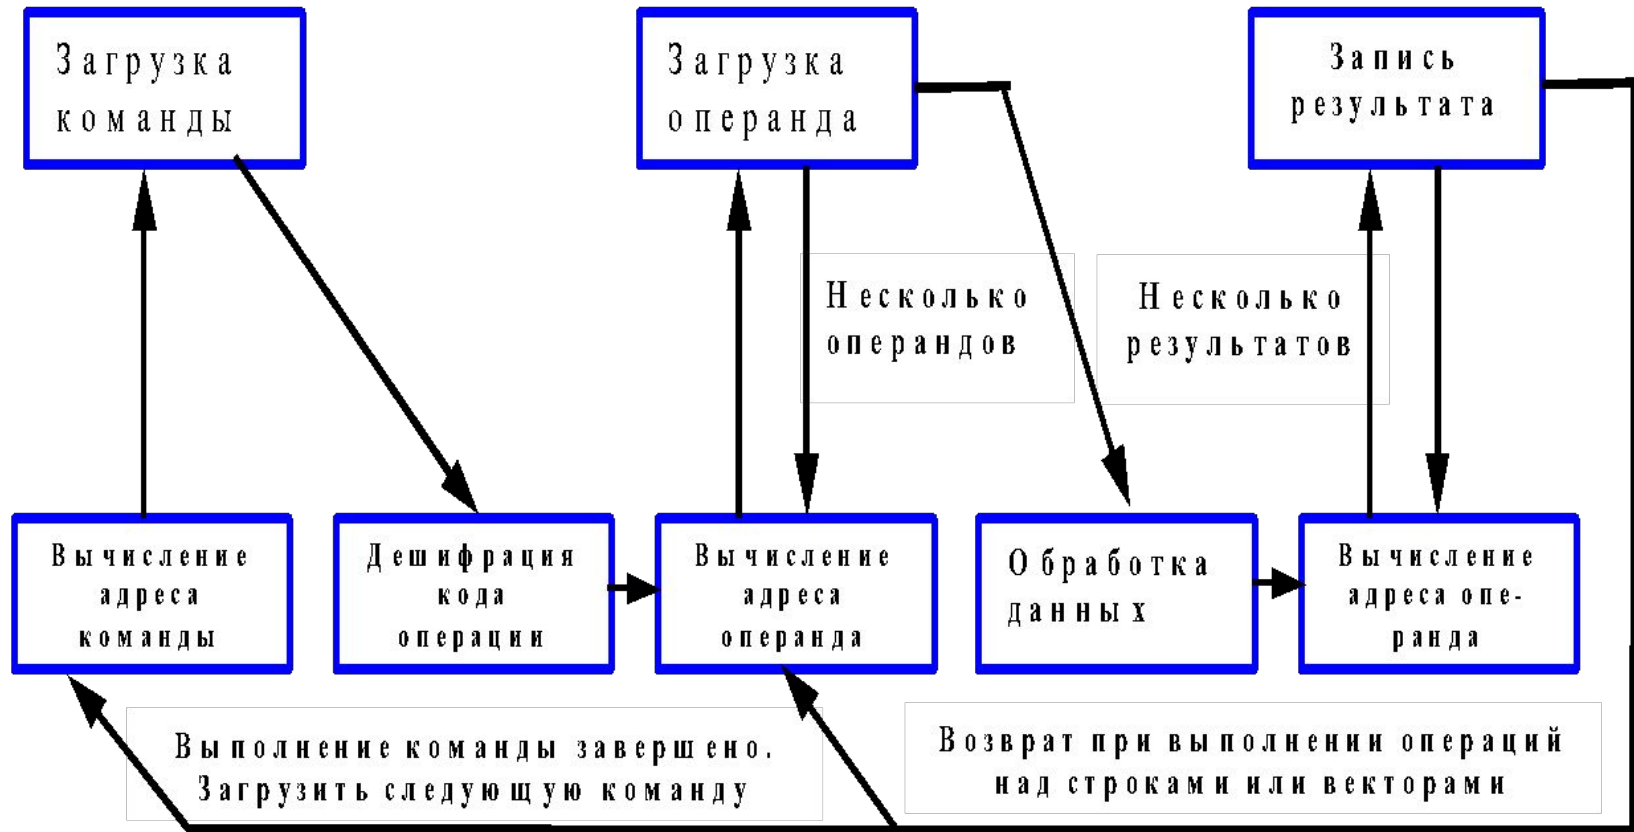 Загрузка
команды
Загрузка
операнда
Запись
результата
Несколько
операндов
Несколько
результатов
Вычисление
адреса
команды
Дешифрация
кода
операции
Вычисление
адреса
операнда
Обработка
данных
Вычисление
адреса опе-
ранда
Выполнение команды завершено.
Загрузить следующую команду
Возврат при выполнении операций
над строками или векторами